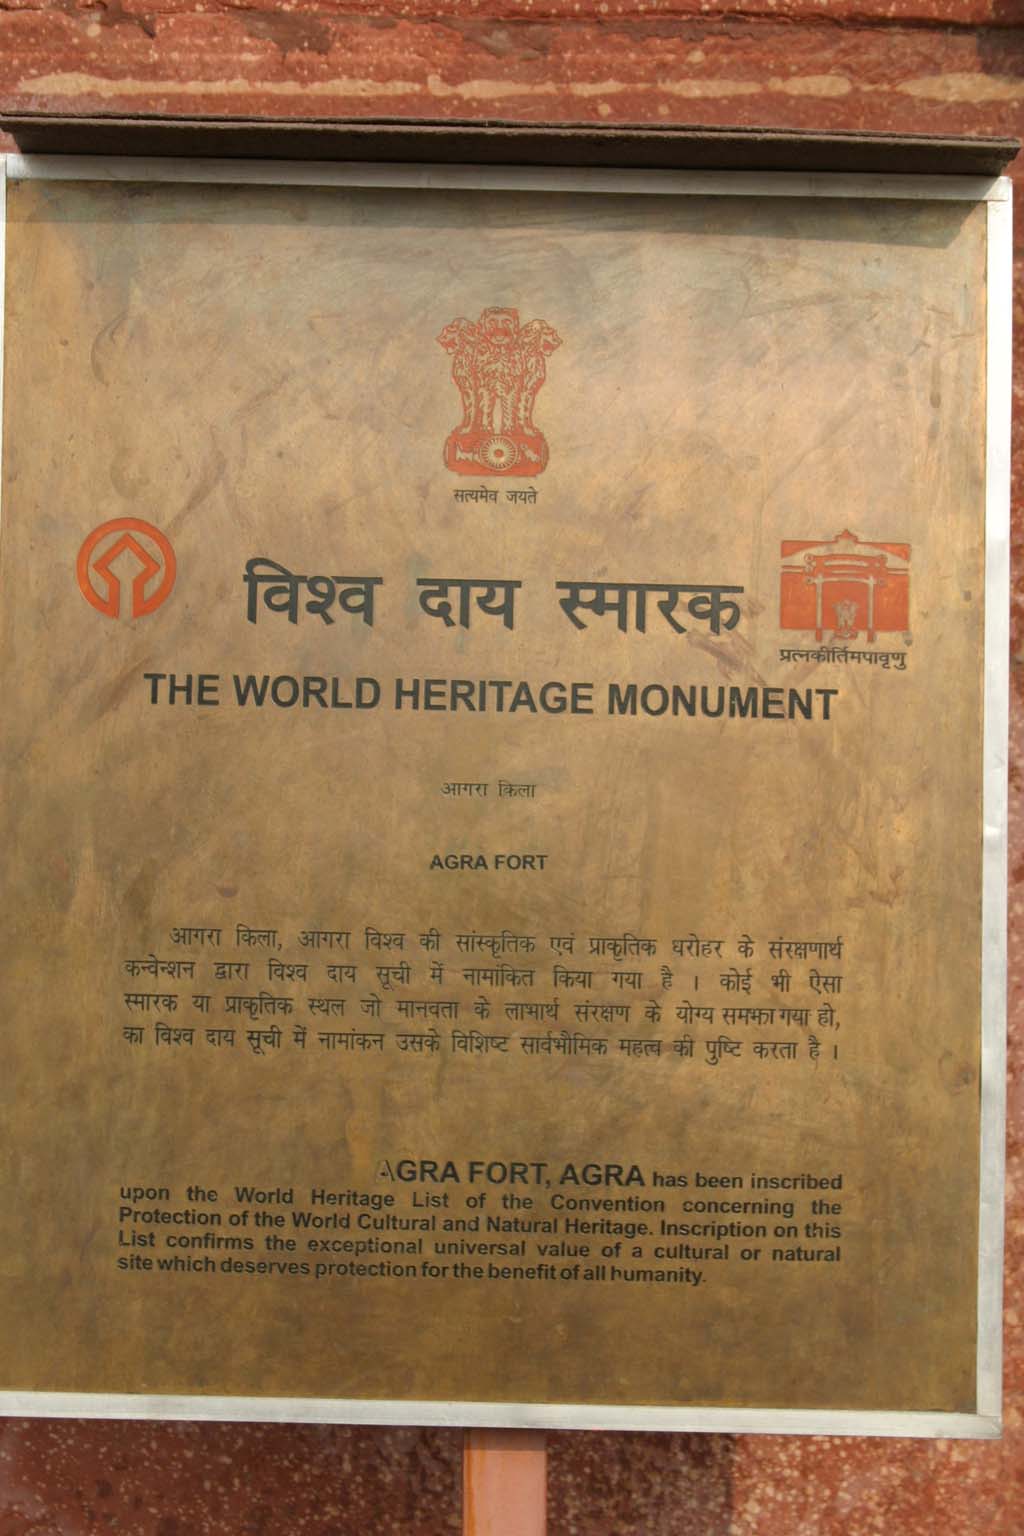 सत्यमेव जयते
विश्व दाय स्मारक
प्रत्नकीर्तिमपावृणु
THE WORLD HERITAGE MONUMENT
आगरा किला
AGRA FORT
आगरा किला, आगरा विश्व की सांस्कृतिक एवं प्राकृतिक धरोहर के संरक्षणार्थ
कन्वेन्शन द्वारा विश्व दाय सूची में नामांकित किया गया है । कोई भी ऐसा
स्मारक या प्राकृतिक स्थल जो मानवता के लाभार्थ संरक्षण के योग्य समझा गया हो,
का विश्व दाय सूची में नामांकन उसके विशिष्ट सार्वभौमिक महत्व की पुष्टि करता है ।
AGRA FORT, AGRA has been inscribed
upon the World Heritage List of the Convention concerning the
Protection of the World Cultural and Natural Heritage. Inscription on this
List confirms the exceptional universal value of a cultural or natural
site which deserves protection for the benefit of all humanity.